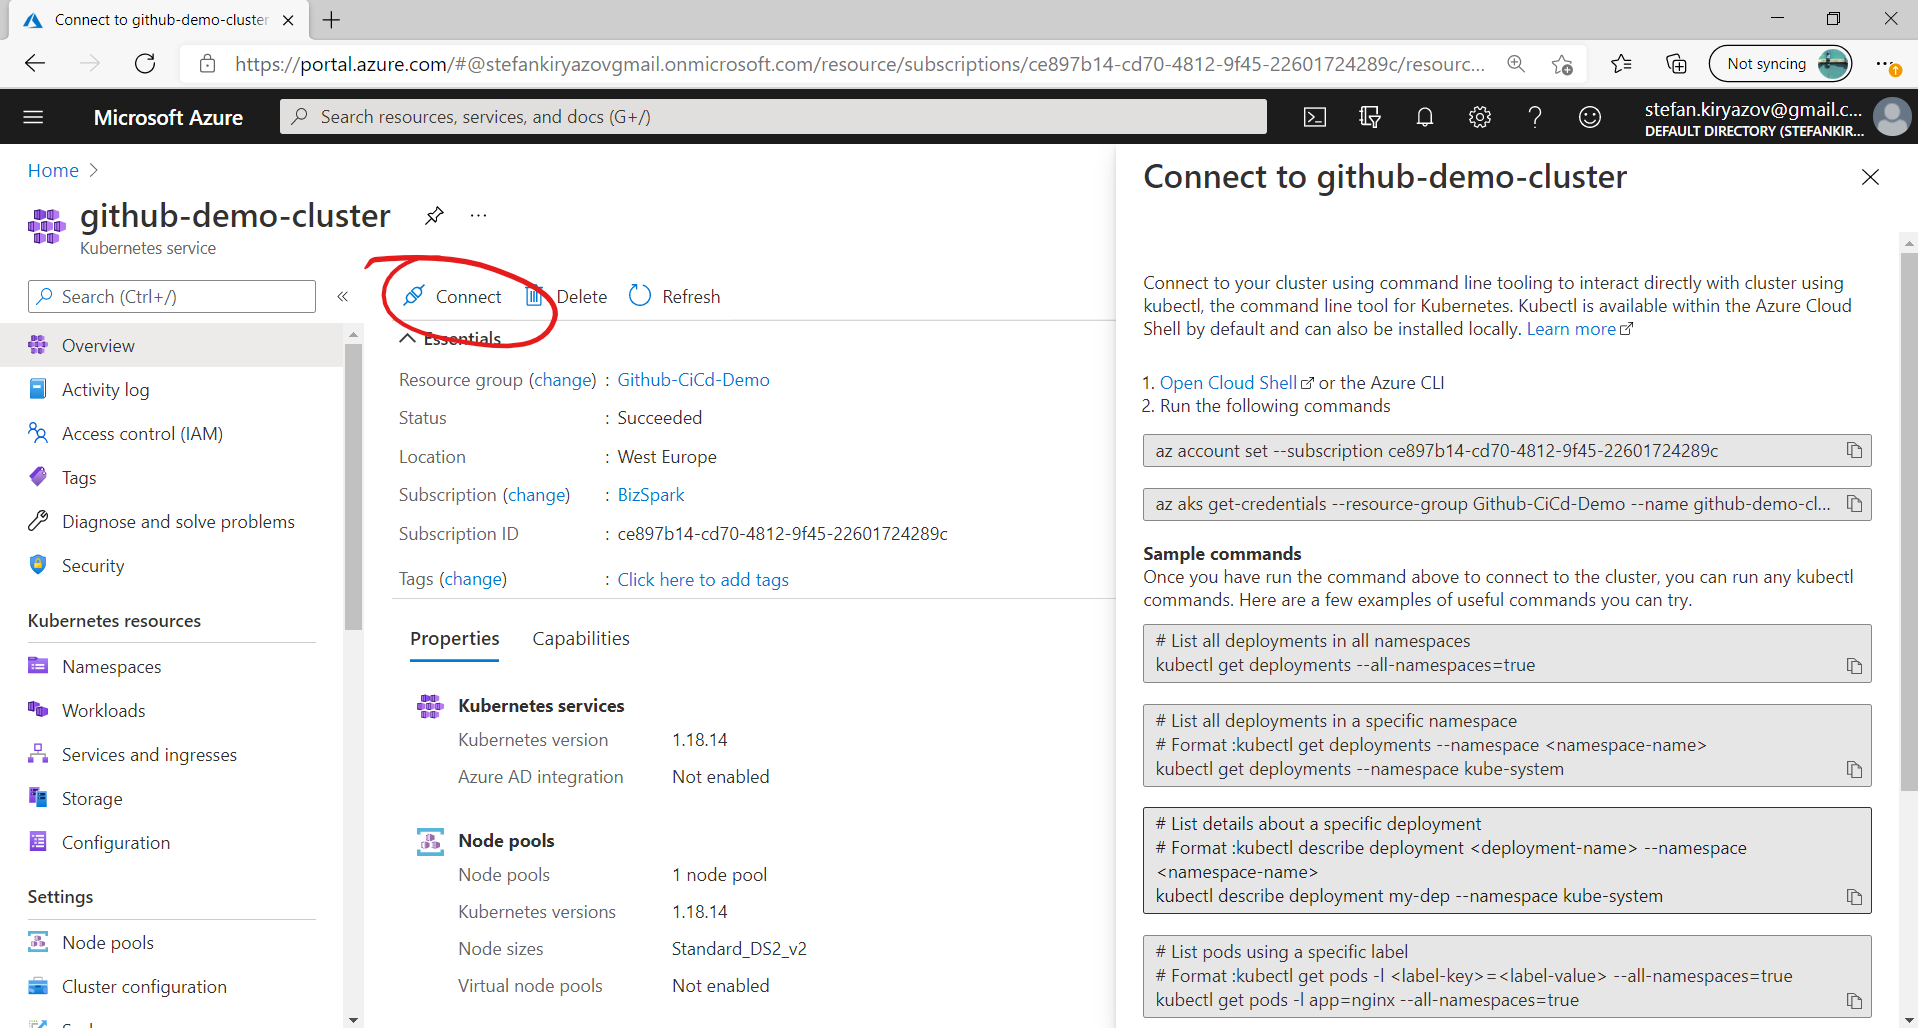 Connect to github-demo-cluster
https://portal.azure.com/#@stefankiryazovgmail.onmicrosoft.com/resource/subscriptions/ce897b14-cd70-4812-9f45-22601724289c/resourc...
Not syncing
Microsoft Azure
Search resources, services, and docs (G+/)
stefan.kiryazov@gmail.c...
DEFAULT DIRECTORY (STEFANKIR...
Home
github-demo-cluster
Kubernetes service
Search (Ctrl+/)
Overview
Activity log
Access control (IAM)
Tags
Diagnose and solve problems
Security
Kubernetes resources
Namespaces
Workloads
Services and ingresses
Storage
Configuration
Settings
Node pools
Cluster configuration
Connect
Delete
Refresh
Essentials
Resource group (change) : Github-CiCd-Demo
Status : Succeeded
Location : West Europe
Subscription (change) : BizSpark
Subscription ID : ce897b14-cd70-4812-9f45-22601724289c
Tags (change) : Click here to add tags
Properties
Capabilities
Kubernetes services
Kubernetes version 1.18.14
Azure AD integration Not enabled
Node pools
Node pools 1 node pool
Kubernetes versions 1.18.14
Node sizes Standard_DS2_v2
Virtual node pools Not enabled
Connect to github-demo-cluster
Connect to your cluster using command line tooling to interact directly with cluster using
kubectl, the command line tool for Kubernetes. Kubectl is available within the Azure Cloud
Shell by default and can also be installed locally. Learn more
1. Open Cloud Shell or the Azure CLI
2. Run the following commands
az account set --subscription ce897b14-cd70-4812-9f45-22601724289c
az aks get-credentials --resource-group Github-CiCd-Demo --name github-demo-cl...
Sample commands
Once you have run the command above to connect to the cluster, you can run any kubectl
commands. Here are a few examples of useful commands you can try.
# List all deployments in all namespaces
kubectl get deployments --all-namespaces=true
# List all deployments in a specific namespace
# Format :kubectl get deployments --namespace <namespace-name>
kubectl get deployments --namespace kube-system
# List details about a specific deployment
# Format :kubectl describe deployment <deployment-name> --namespace
<namespace-name>
kubectl describe deployment my-dep --namespace kube-system
# List pods using a specific label
# Format :kubectl get pods -l <label-key>=<label-value> --all-namespaces=true
kubectl get pods -l app=nginx --all-namespaces=true